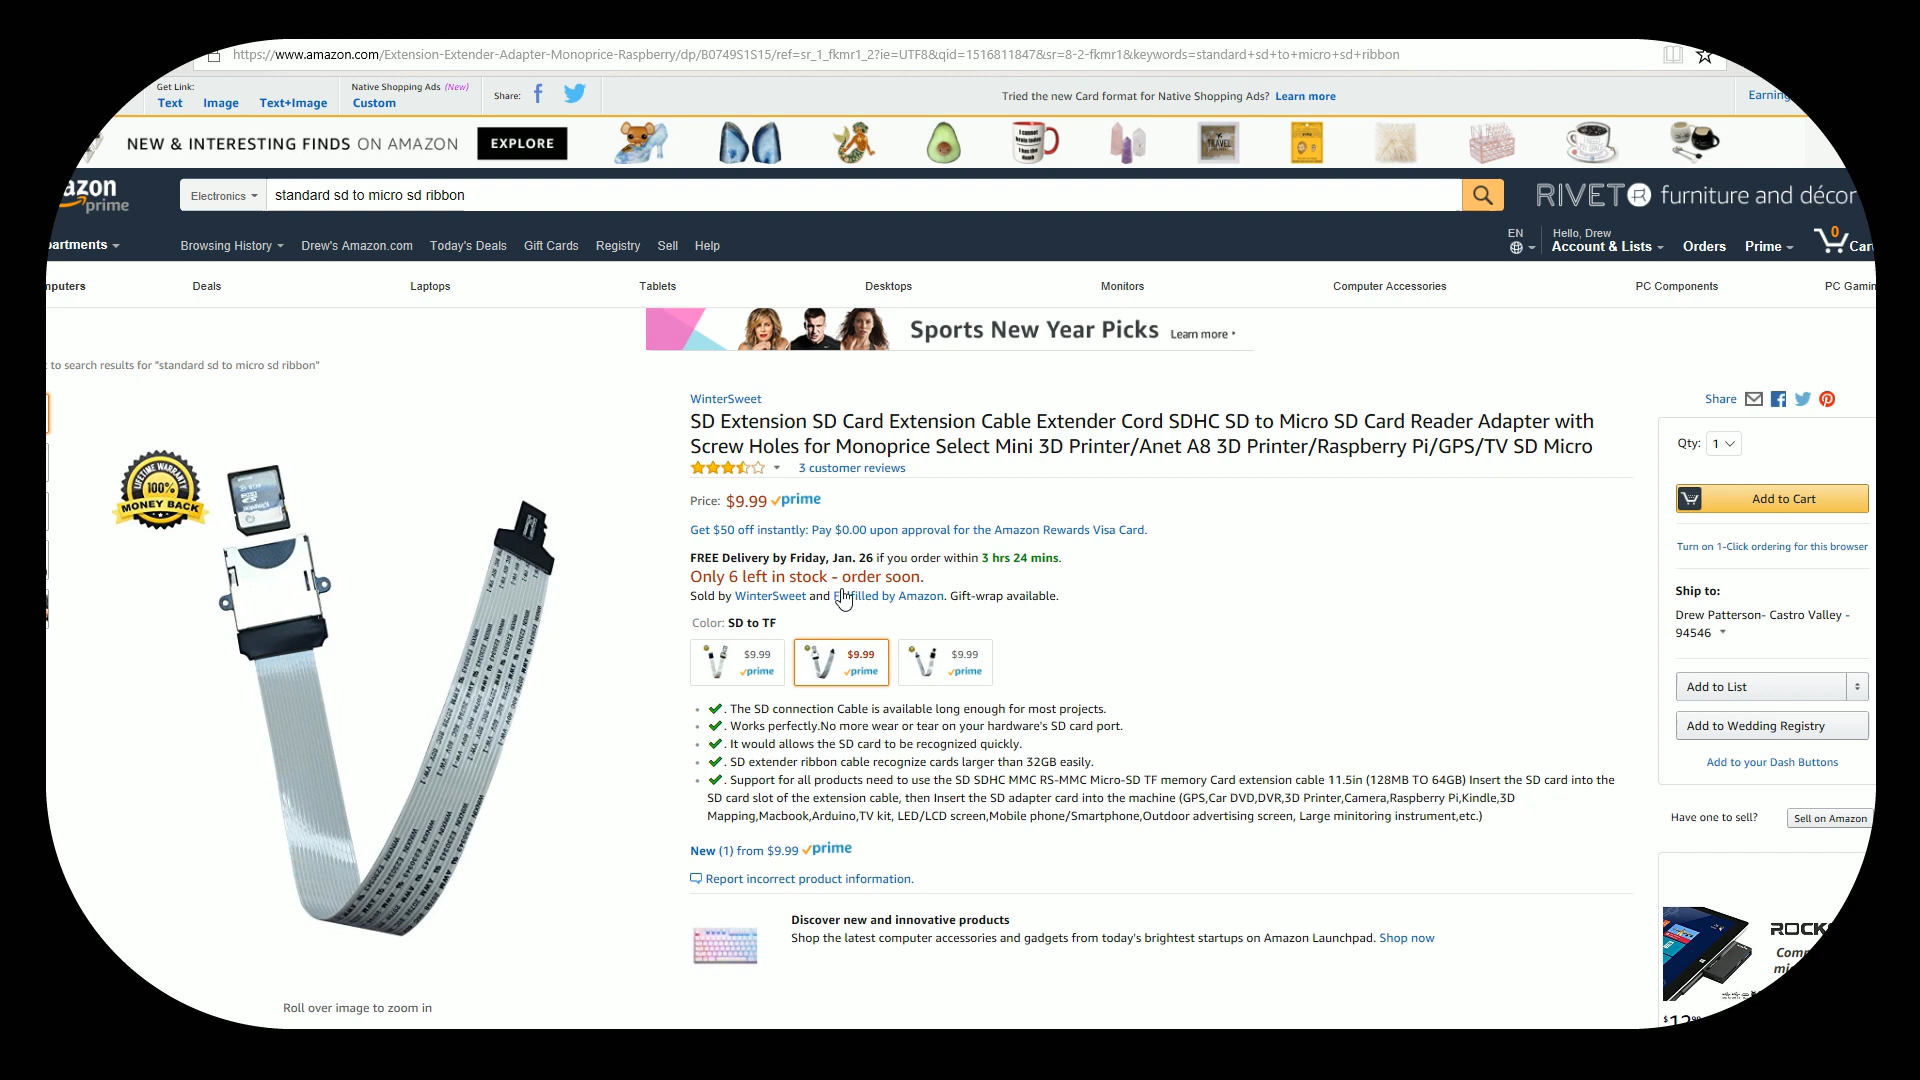 https://www.amazon.com/Extension-Extender-Adapter-Monoprice-Raspberry/dp/B0749S1S15/ref=sr_1_fkmr1_2?ie=UTF8&qid=1516811847&sr=8-2-fkmr1&keywords=standard+sd+to+micro+sd+ribbon
Get Link:
Text Image Text+Image
Native Shopping Ads (New)
Custom
Share:
Tried the new Card format for Native Shopping Ads? Learn more
Earning
NEW & INTERESTING FINDS ON AMAZON EXPLORE
TRAVEL
azon
prime
Electronics
standard sd to micro sd ribbon
RIVET R furniture and décor
partments
Browsing History Drew's Amazon.com Today's Deals Gift Cards Registry Sell Help
EN
Hello, Drew
Account & Lists Orders Prime 0 Car
mputers Deals Laptops Tablets Desktops Monitors Computer Accessories PC Components PC Gamin
Sports New Year Picks Learn more
to search results for "standard sd to micro sd ribbon"
WinterSweet
SD Extension SD Card Extension Cable Extender Cord SDHC SD to Micro SD Card Reader Adapter with
Screw Holes for Monoprice Select Mini 3D Printer/Anet A8 3D Printer/Raspberry Pi/GPS/TV SD Micro
3 customer reviews
Price: $9.99 prime
Get $50 off instantly: Pay $0.00 upon approval for the Amazon Rewards Visa Card.
FREE Delivery by Friday, Jan. 26 if you order within 3 hrs 24 mins.
Only 6 left in stock - order soon.
Sold by WinterSweet and Fulfilled by Amazon. Gift-wrap available.
Color: SD to TF
$9.99 prime
$9.99 prime
$9.99 prime
. The SD connection Cable is available long enough for most projects.
. Works perfectly.No more wear or tear on your hardware's SD card port.
. It would allows the SD card to be recognized quickly.
. SD extender ribbon cable recognize cards larger than 32GB easily.
. Support for all products need to use the SD SDHC MMC RS-MMC Micro-SD TF memory Card extension cable 11.5in (128MB TO 64GB) Insert the SD card into the
SD card slot of the extension cable, then Insert the SD adapter card into the machine (GPS,Car DVD,DVR,3D Printer,Camera,Raspberry Pi,Kindle,3D
Mapping,Macbook,Arduino,TV kit, LED/LCD screen,Mobile phone/Smartphone,Outdoor advertising screen, Large minitoring instrument,etc.)
New (1) from $9.99 prime
Report incorrect product information.
Discover new and innovative products
Shop the latest computer accessories and gadgets from today's brightest startups on Amazon Launchpad. Shop now
LIFETIME WARRANTY
100%
MONEY BACK
Roll over image to zoom in
Share
Qty: 1
Add to Cart
Turn on 1-Click ordering for this browser
Ship to:
Drew Patterson- Castro Valley -
94546
Add to List
Add to Wedding Registry
Add to your Dash Buttons
Have one to sell? Sell on Amazon
ROCK
Com
mi